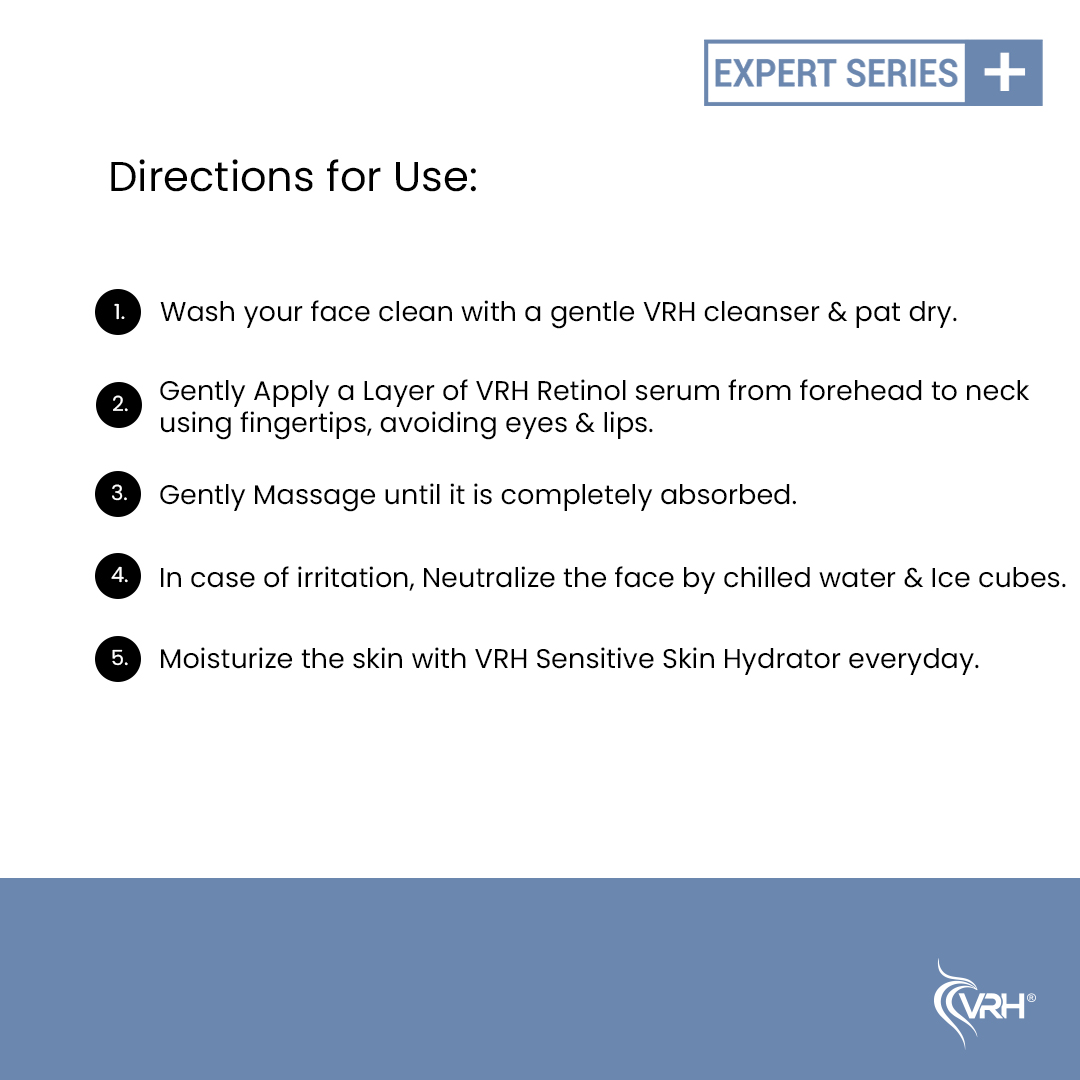 EXPERT SERIES +
Directions for Use:
1. Wash your face clean with a gentle VRH cleanser & pat dry.
2. Gently Apply a Layer of VRH Retinol serum from forehead to neck
using fingertips, avoiding eyes & lips.
3. Gently Massage until it is completely absorbed.
4. In case of irritation, Neutralize the face by chilled water & Ice cubes.
5. Moisturize the skin with VRH Sensitive Skin Hydrator everyday.
VRH®